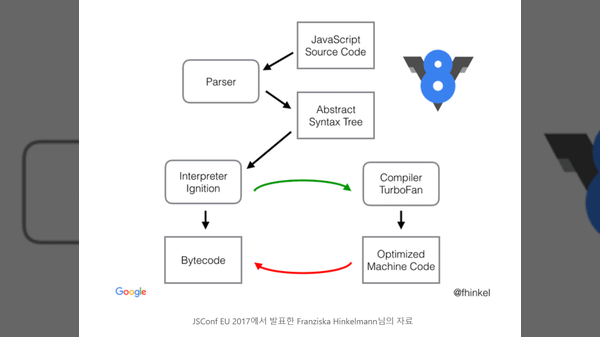 JavaScript
Source Code
Parser
Abstract
Syntax Tree
Interpreter
Ignition
Compiler
TurboFan
Bytecode
Optimized
Machine Code
Google
@fhinkel
JSConf EU 2017에서 발표한 Franziska Hinkelmann님의 자료